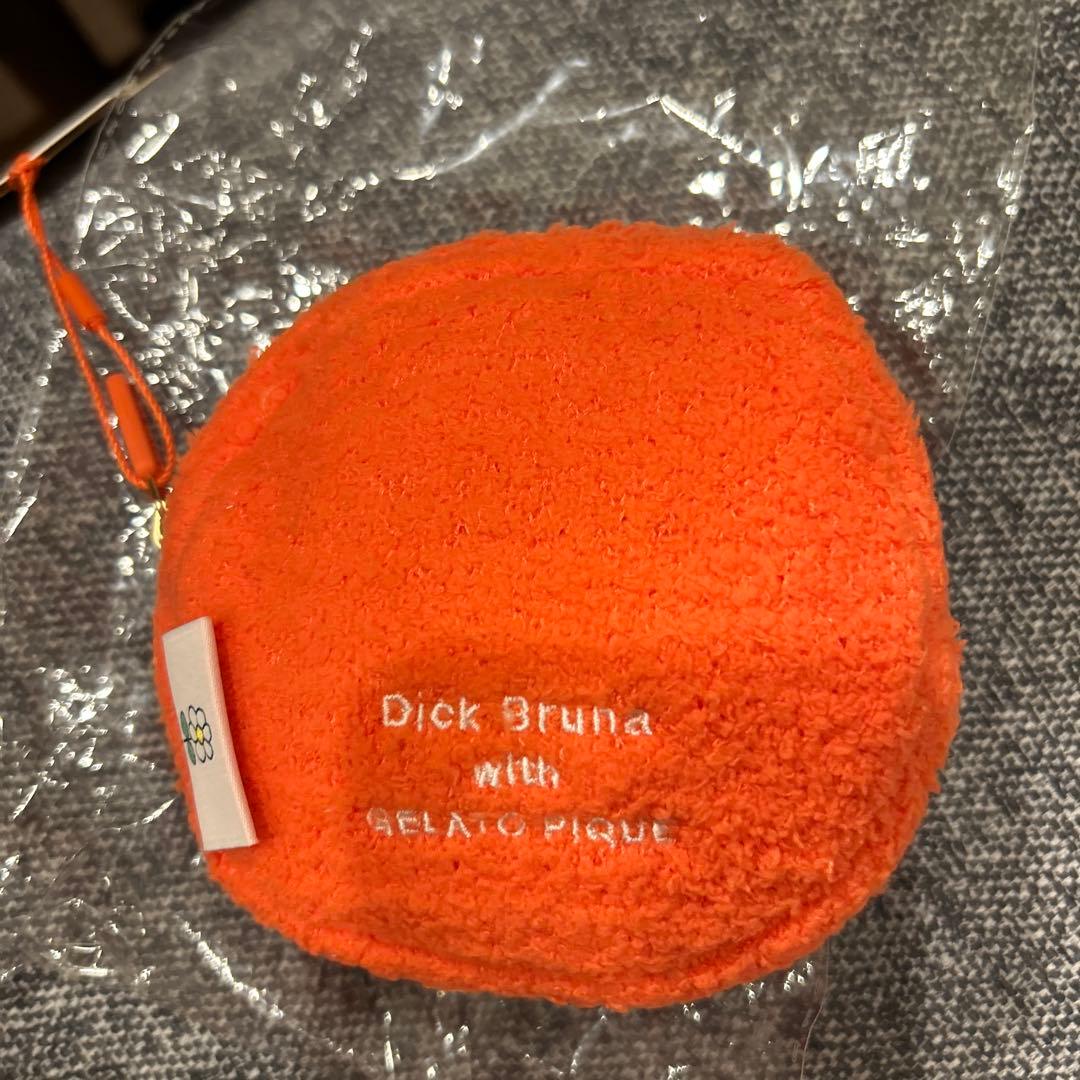 Dick Bruna
with
GELATO PIQUE